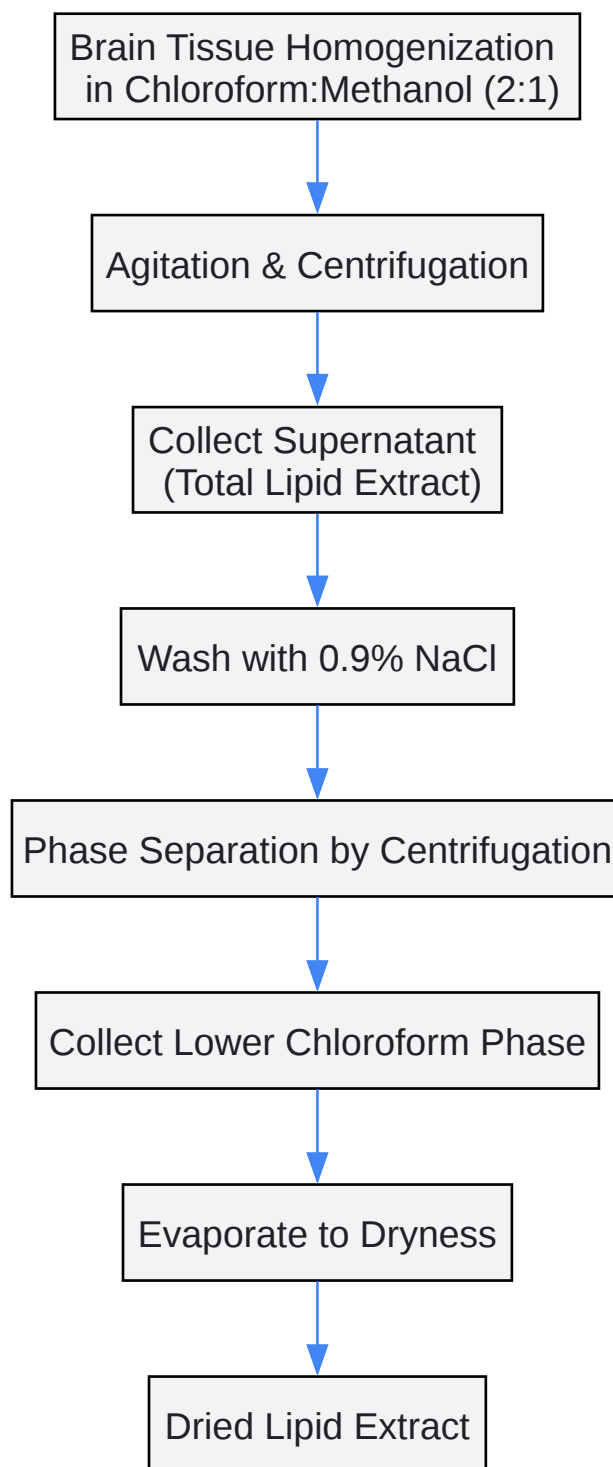 Brain Tissue Homogenization
in Chloroform:Methanol (2:1)
Agitation & Centrifugation
Collect Supernatant
(Total Lipid Extract)
Wash with 0.9% NaCl
Phase Separation by Centrifugation
Collect Lower Chloroform Phase
Evaporate to Dryness
Dried Lipid Extract